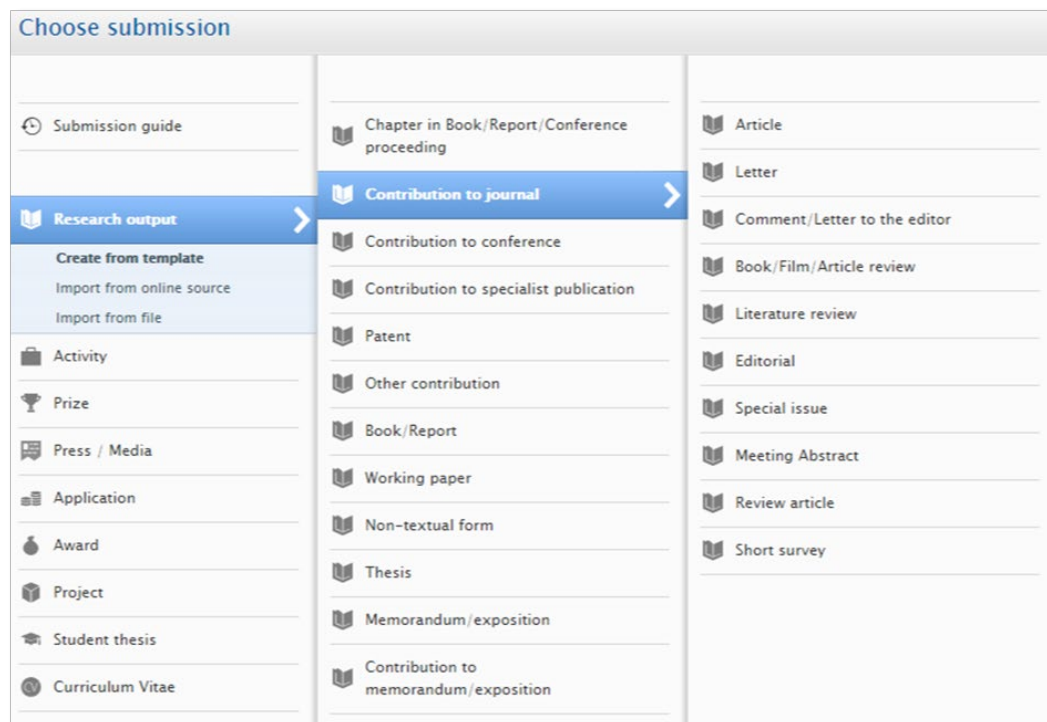 Choose submission
Submission guide
Research output
Create from template
Import from online source
Import from file
Activity
Prize
Press / Media
Application
Award
Project
Student thesis
Curriculum Vitae
Chapter in Book/Report/Conference
proceeding
Contribution to journal
Contribution to conference
Contribution to specialist publication
Patent
Other contribution
Book/Report
Working paper
Non-textual form
Thesis
Memorandum/exposition
Contribution to
memorandum/exposition
Article
Letter
Comment/Letter to the editor
Book/Film/Article review
Literature review
Editorial
Special issue
Meeting Abstract
Review article
Short survey